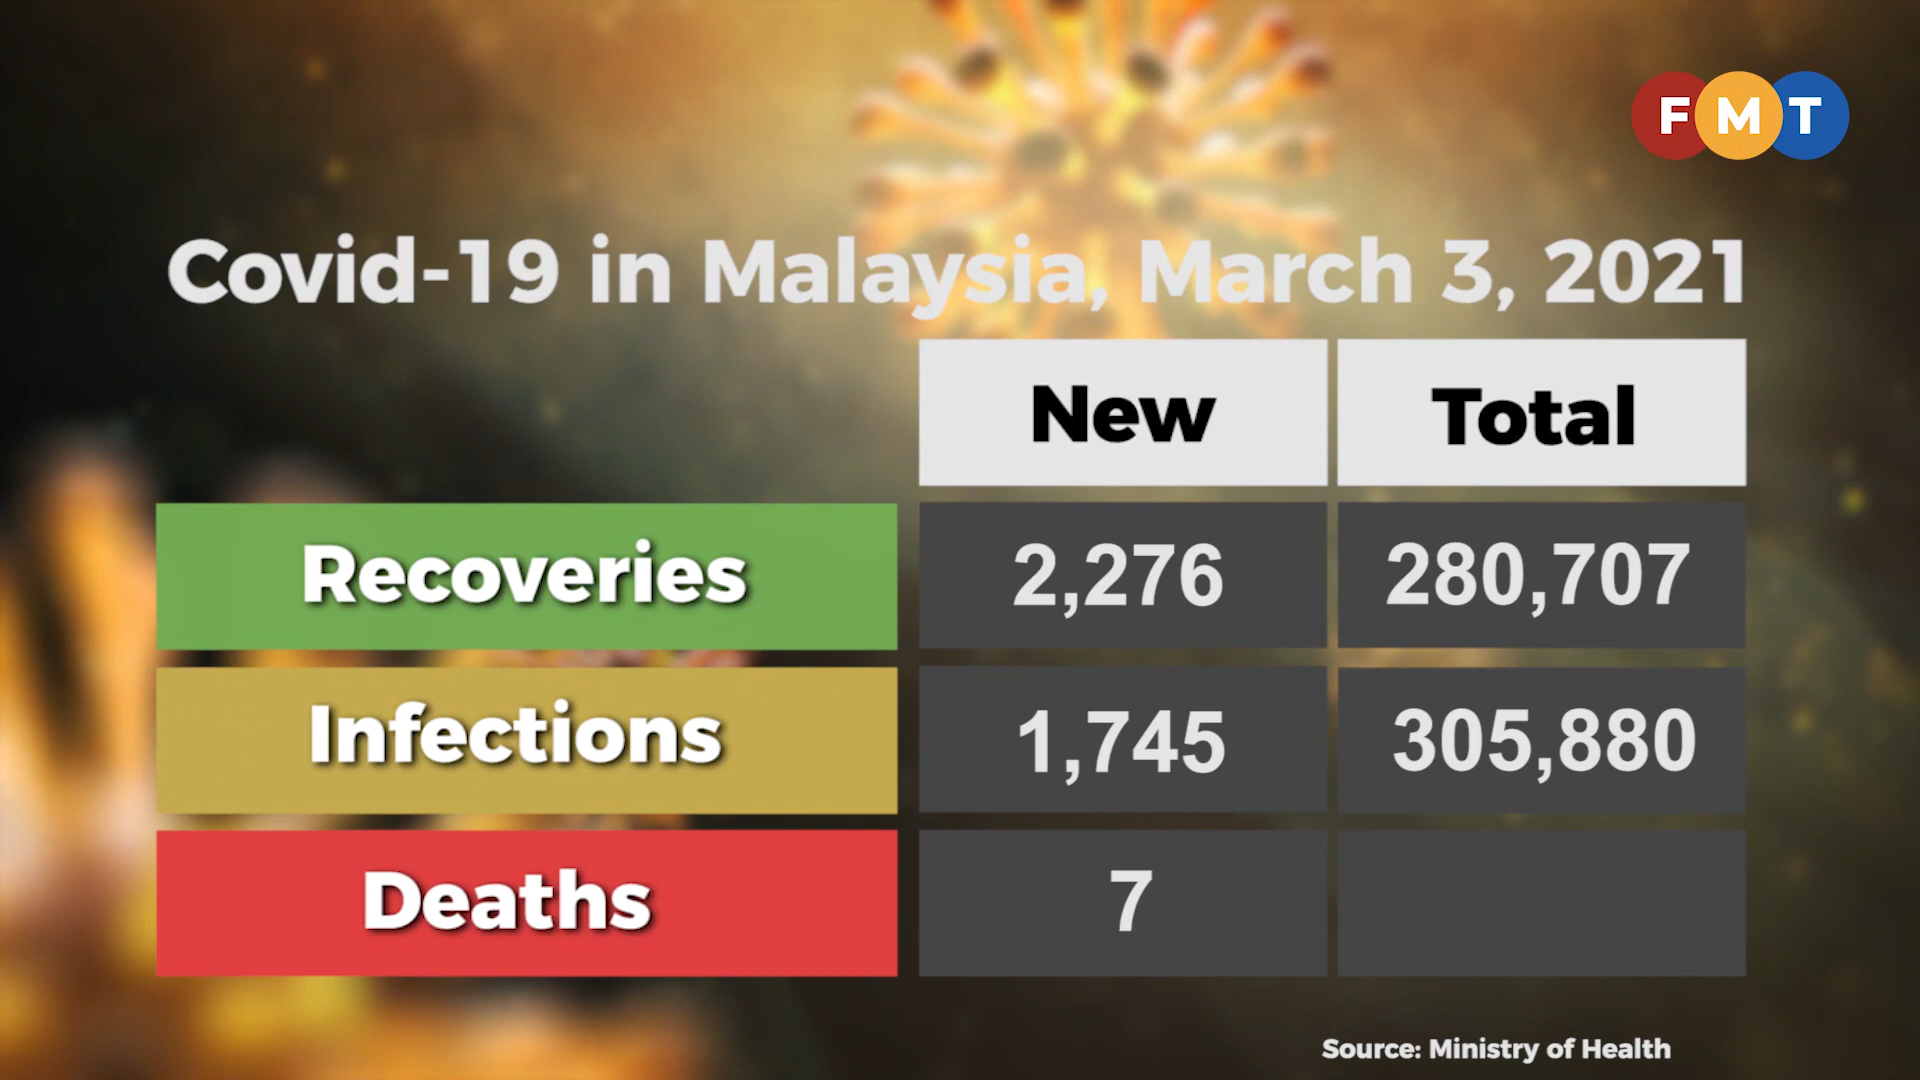 FMT
Covid-19 in Malaysia, March 3, 2021
New Total
Recoveries 2,276 280,707
Infections 1,745 305,880
Deaths 7
Source: Ministry of Health